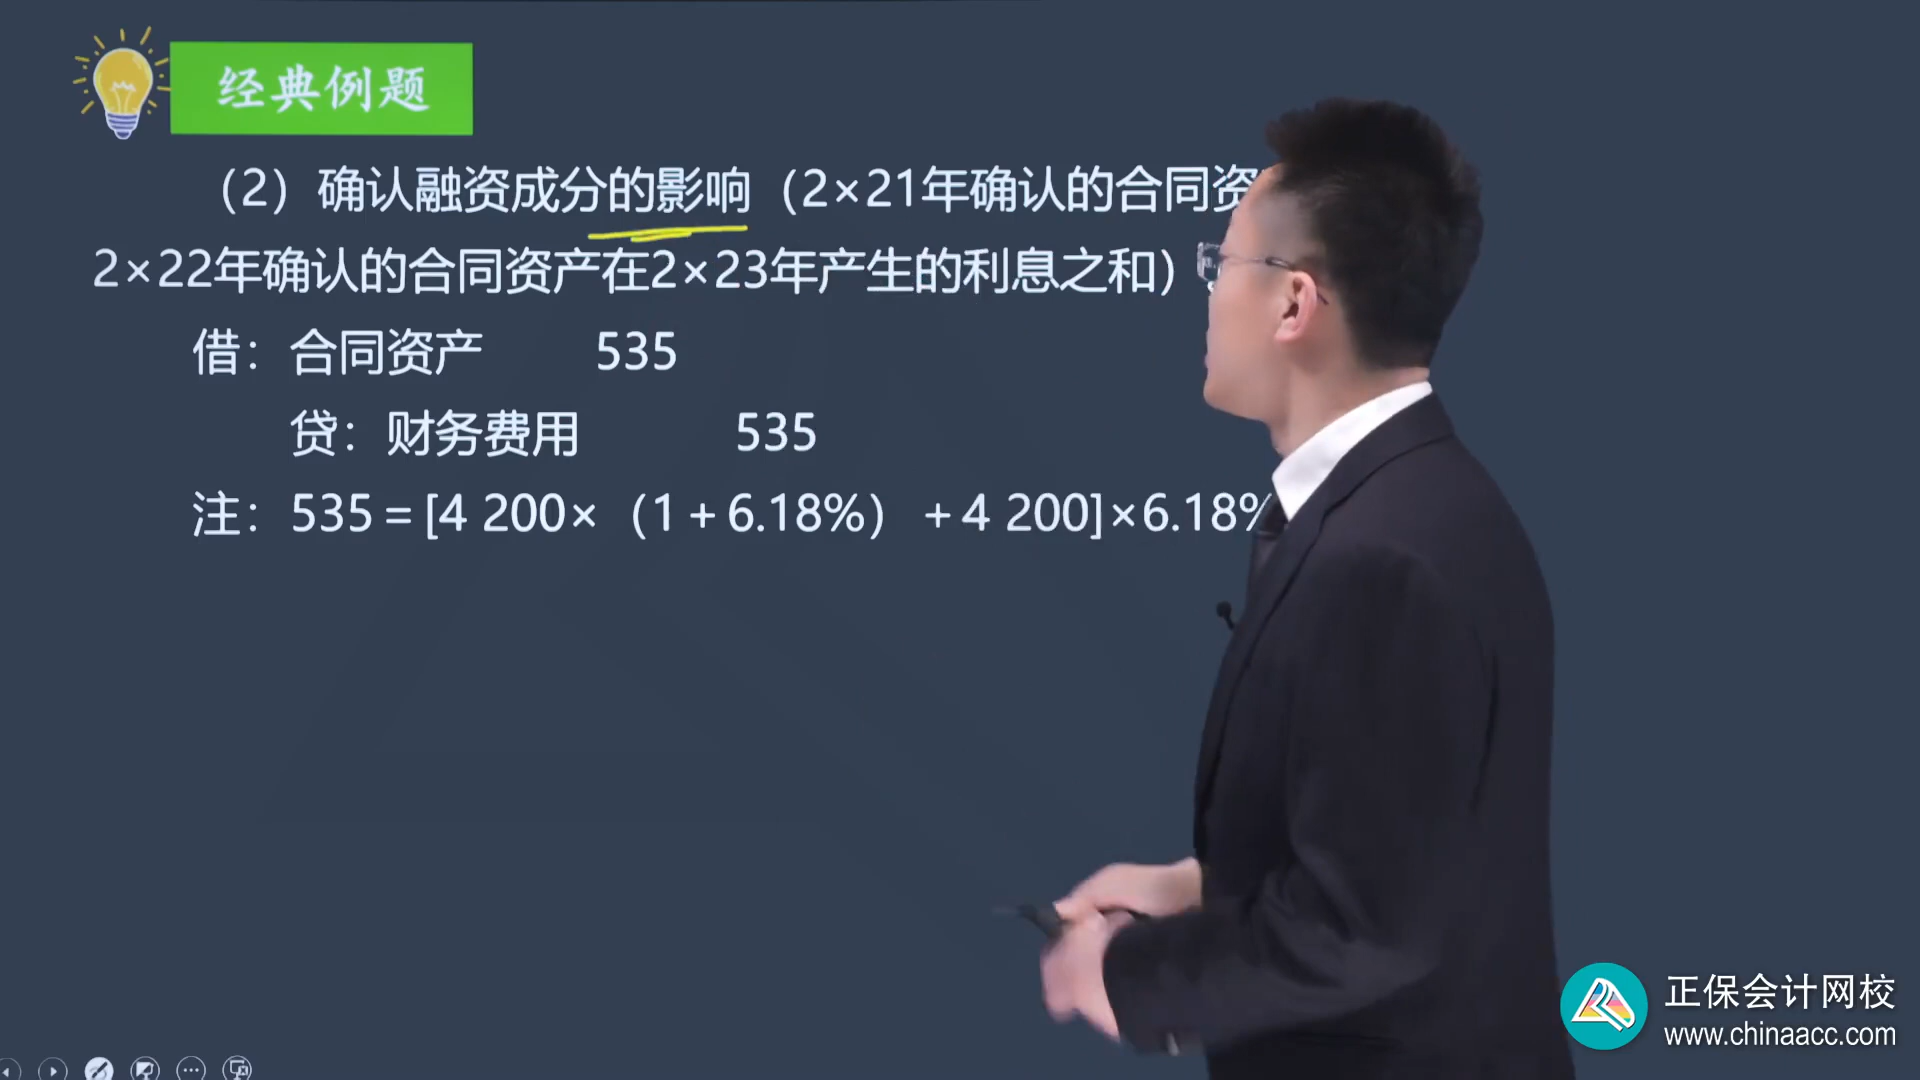 经典例题
（2）确认融资成分的影响（2×21年确认的合同资
2×22年确认的合同资产在2×23年产生的利息之和）
借：合同资产 535
贷：财务费用 535
注：535＝[4 200×（1＋6.18%）＋4 200]×6.18%
正保会计网校
www.chinaacc.com